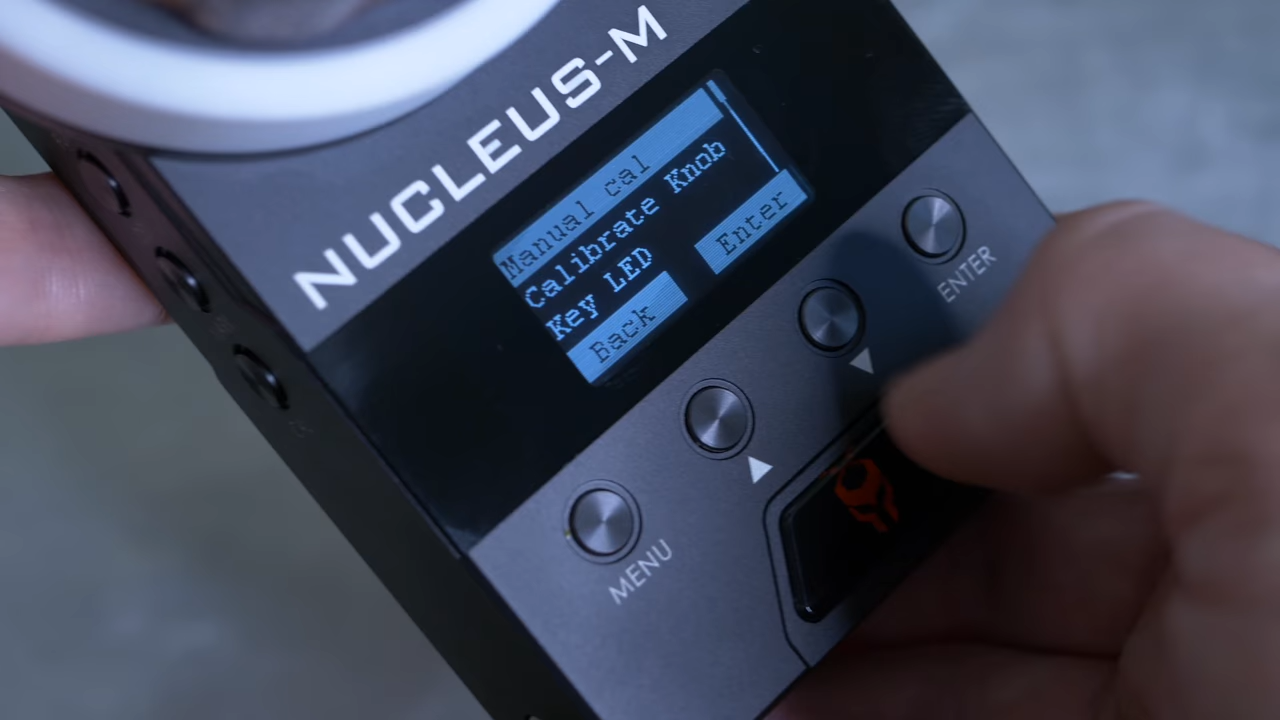 NUCLEUS-M
Manual cal
Calibrate Knob
Key LED
Back Enter
MENU
ENTER